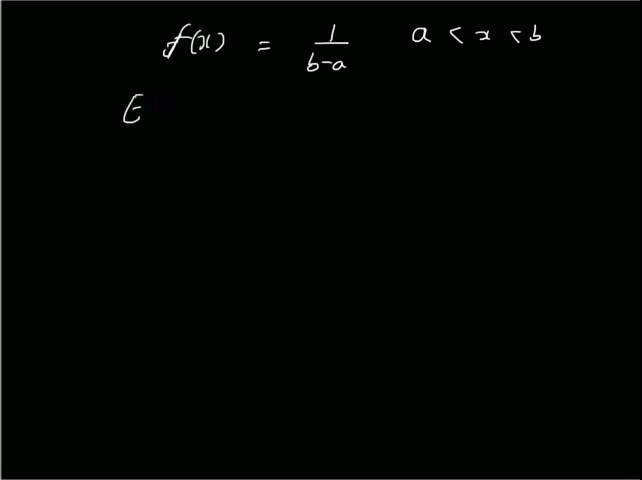 f(x) = 1/(b-a) a < x < b
E